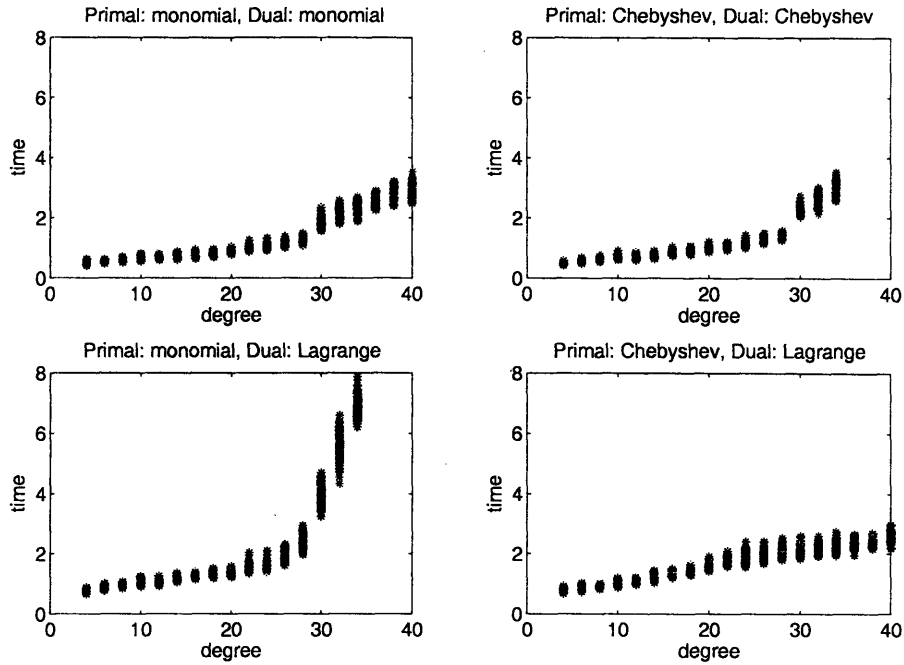 Primal: monomial, Dual: monomial
8
6
4
2
0
time
0 10 20 30 40
degree
Primal: Chebyshev, Dual: Chebyshev
8
6
4
2
0
time
0 10 20 30 40
degree
Primal: monomial, Dual: Lagrange
8
6
4
2
0
time
0 10 20 30 40
degree
Primal: Chebyshev, Dual: Lagrange
8
6
4
2
0
time
0 10 20 30 40
degree